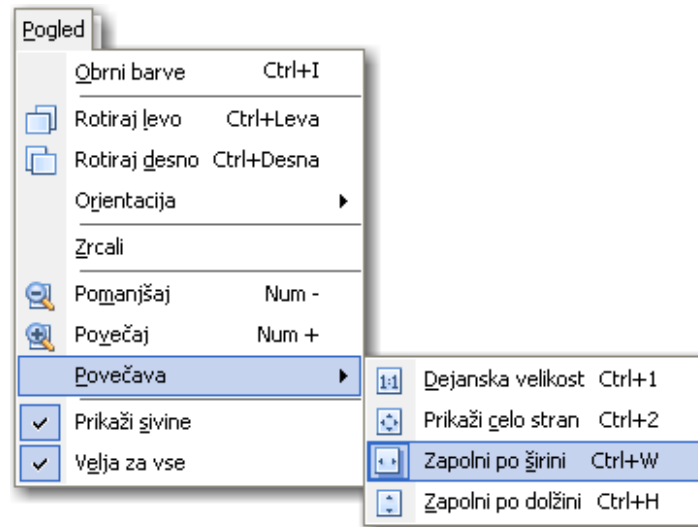 Pogled
Obrni barve Ctrl+I
Rotiraj levo Ctrl+Leva
Rotiraj desno Ctrl+Desna
Orientacija
Zrcali
Pomanjšaj Num -
Povečaj Num +
Povečava
Prikaži sivine
Velja za vse
1:1 Dejanska velikost Ctrl+1
Prikaži celo stran Ctrl+2
Zapolni po širini Ctrl+W
Zapolni po dolžini Ctrl+H